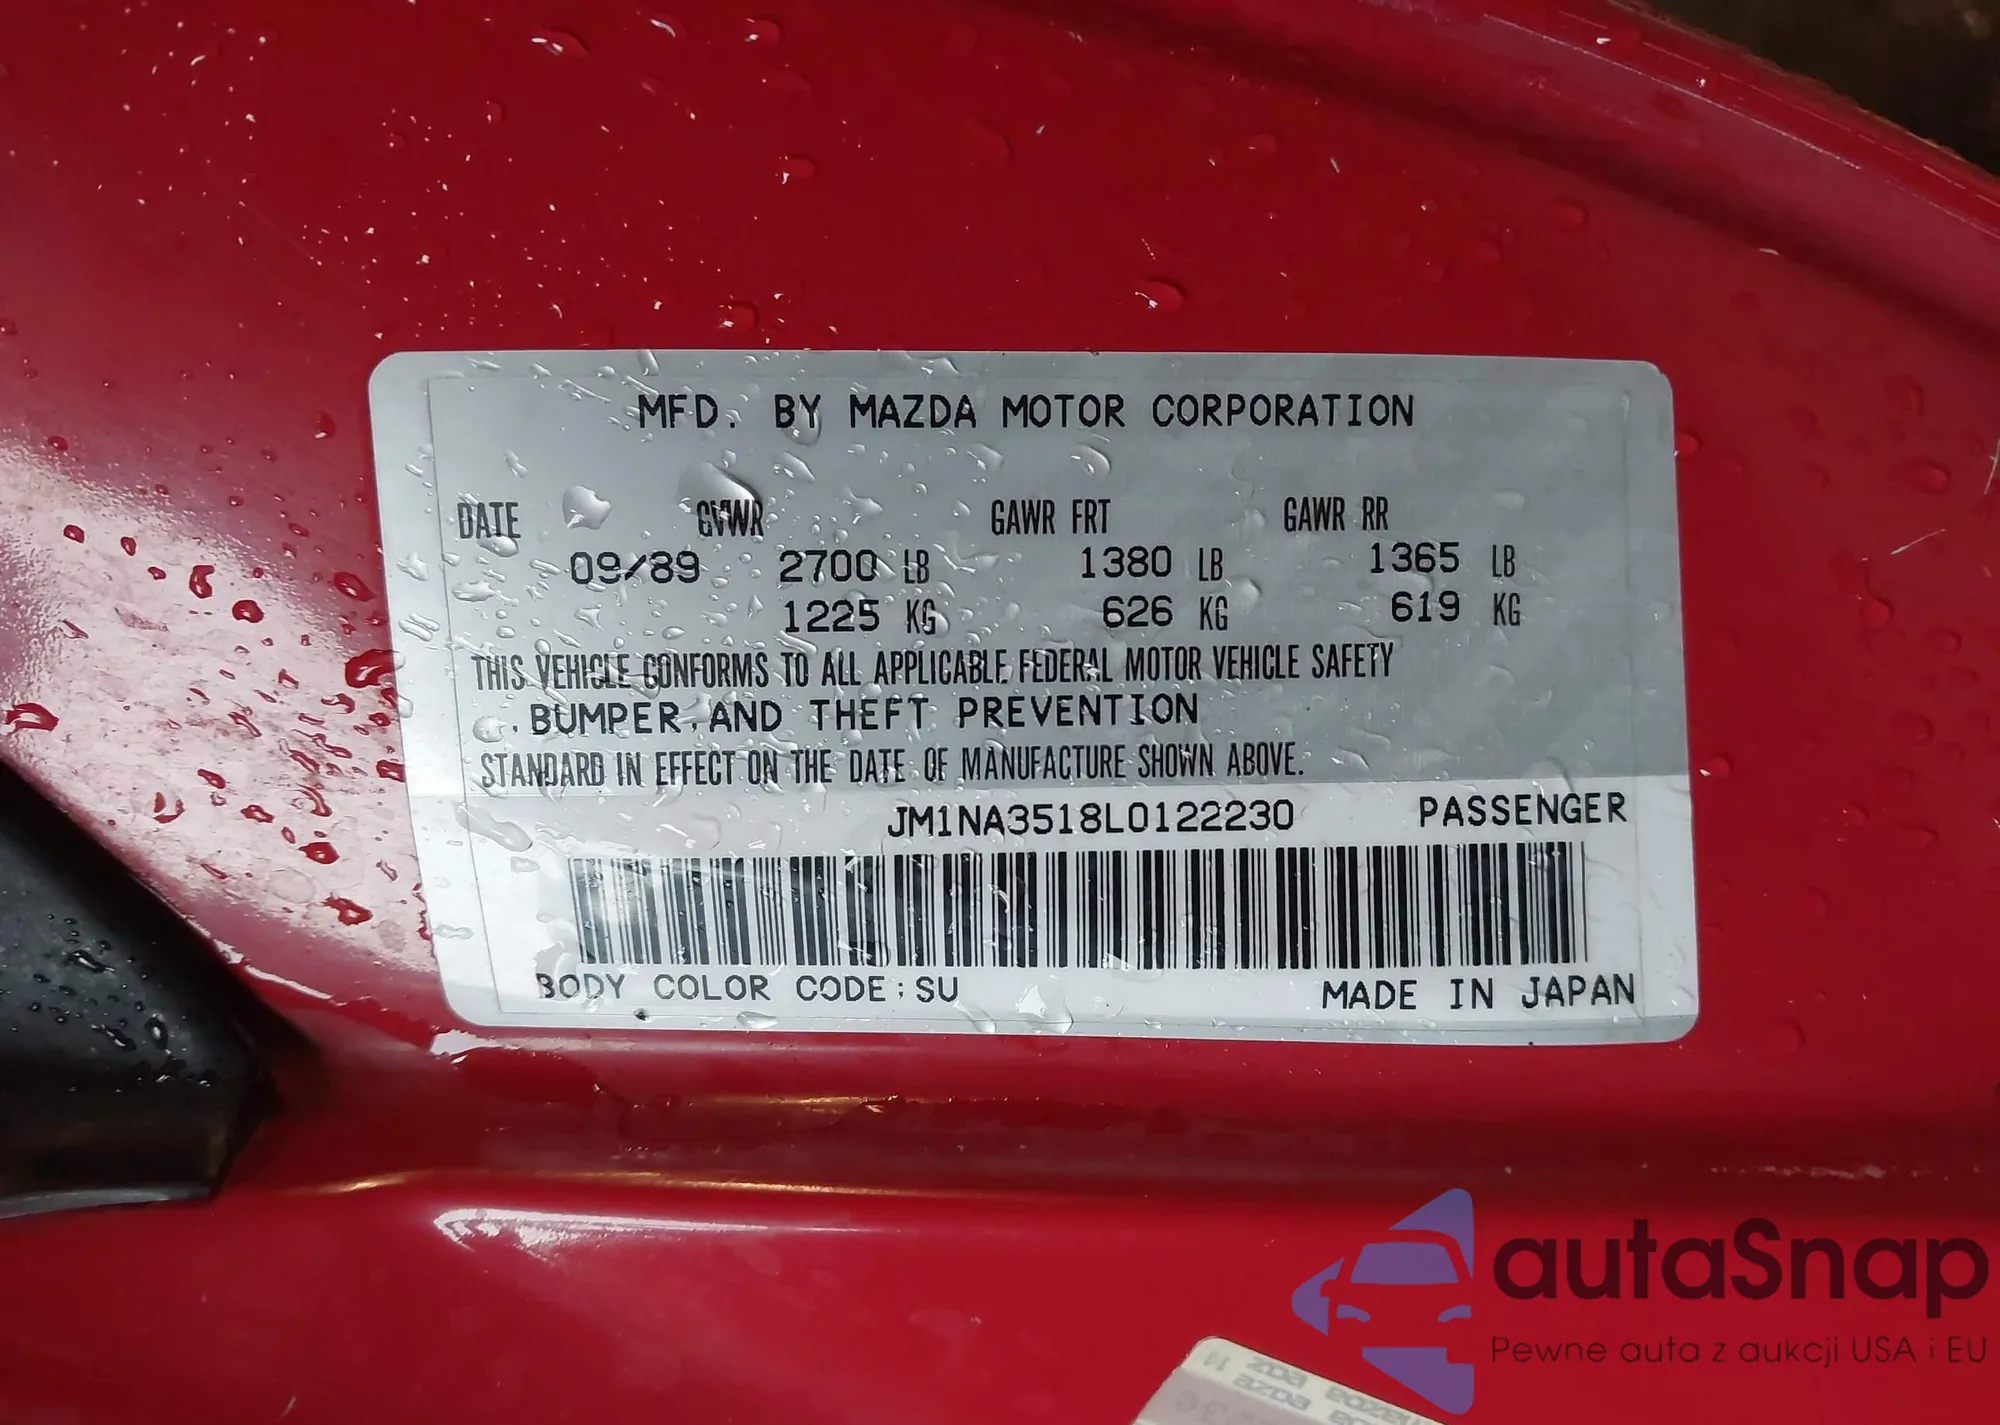 MFD. BY MAZDA MOTOR CORPORATION
DATE GVWR GAWR FRT GAWR RR
09/89 2700 LB 1380 LB 1365 LB
1225 KG 626 KG 619 KG
THIS VEHICLE CONFORMS TO ALL APPLICABLE FEDERAL MOTOR VEHICLE SAFETY
, BUMPER, AND THEFT PREVENTION
STANDARD IN EFFECT ON THE DATE OF MANUFACTURE SHOWN ABOVE.
JM1NA3518L0122230 PASSENGER
BODY COLOR CODE: SU MADE IN JAPAN
autaSnap
Pewne auta z aukcji USA i EU